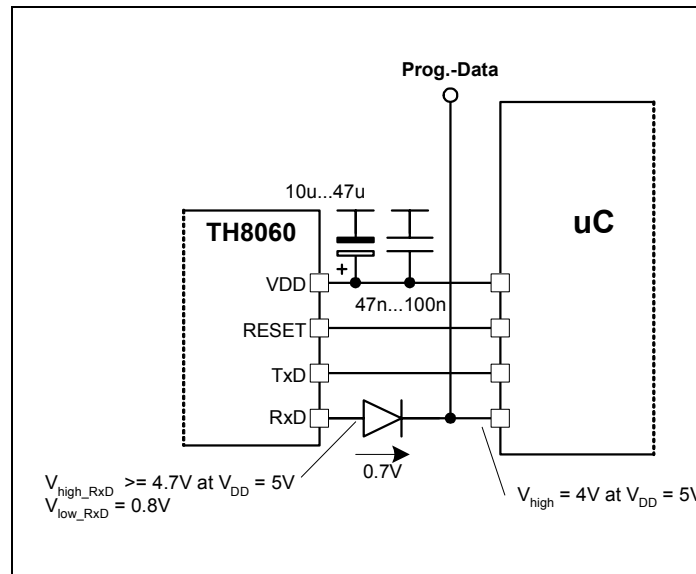 Prog.-Data
10u...47u
TH8060
uC
+
VDD
47n...100n
RESET
TxD
RxD
0.7V
V_high_RxD >= 4.7V at V_DD = 5V
V_low_RxD = 0.8V
V_high = 4V at V_DD = 5V